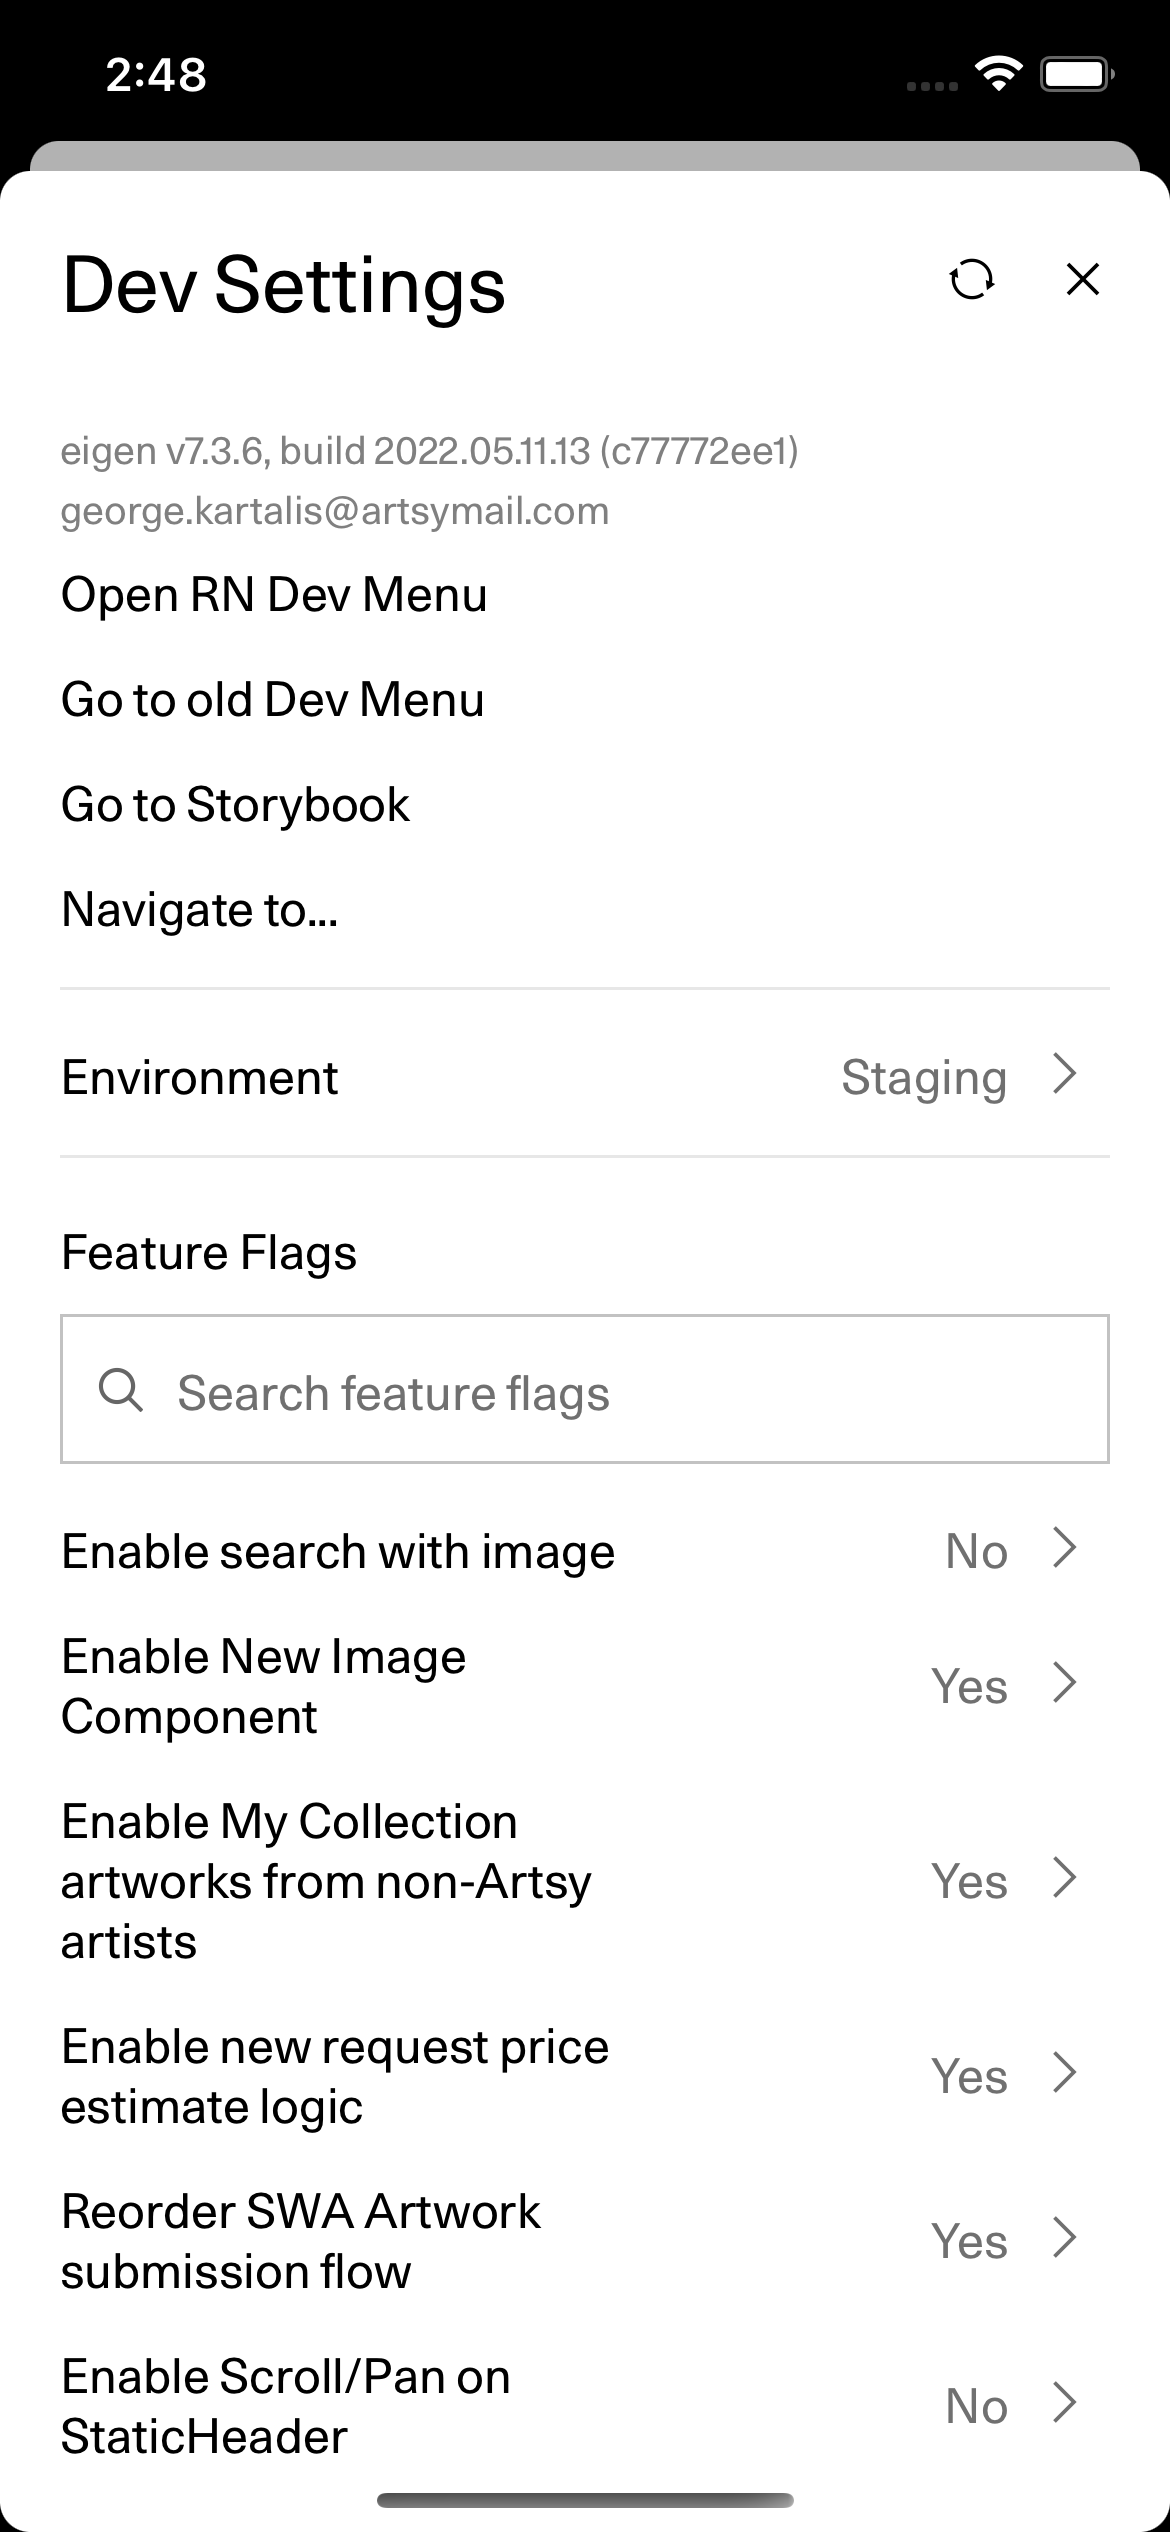 2:48
Dev Settings
eigen v7.3.6, build 2022.05.11.13 (c77772ee1)
george.kartalis@artsymail.com
Open RN Dev Menu
Go to old Dev Menu
Go to Storybook
Navigate to...
Environment Staging
Feature Flags
Search feature flags
Enable search with image No
Enable New Image
Component
Yes
Enable My Collection
artworks from non-Artsy
artists
Yes
Enable new request price
estimate logic
Yes
Reorder SWA Artwork
submission flow
Yes
Enable Scroll/Pan on
StaticHeader
No